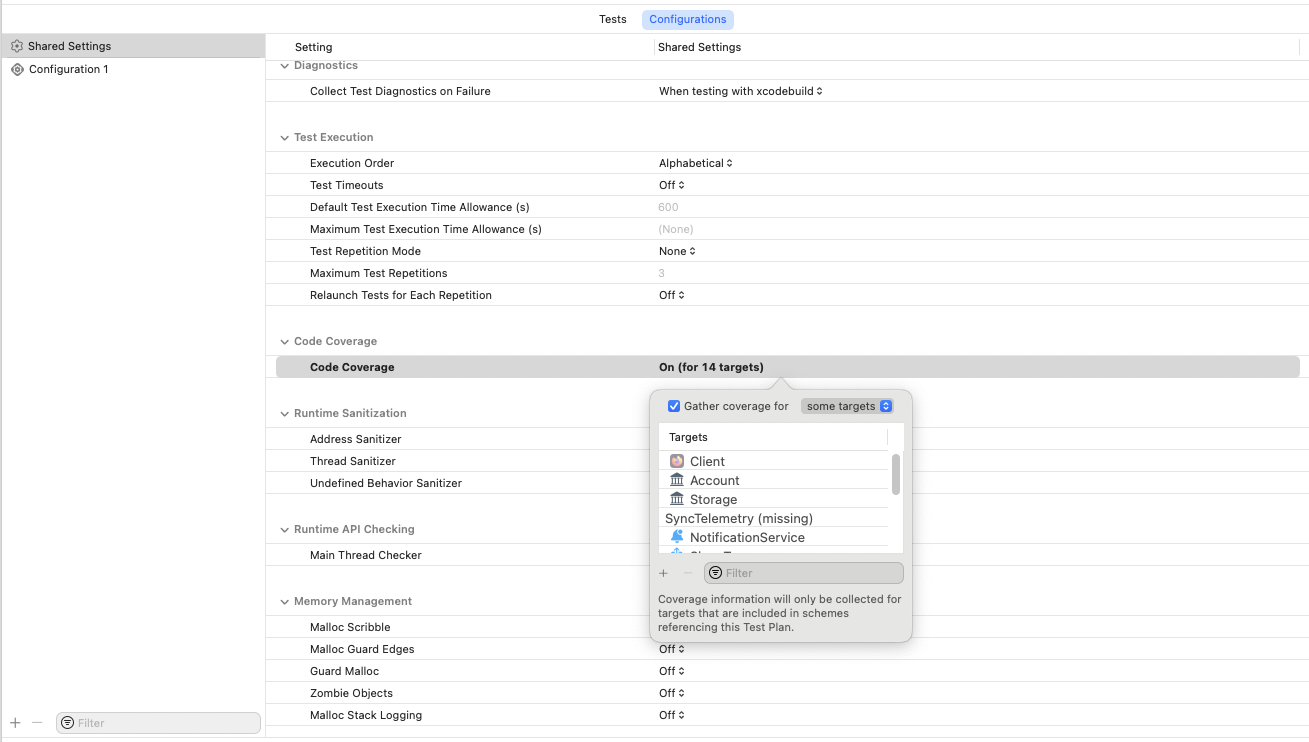 Tests Configurations
Shared Settings
Configuration 1
Setting Shared Settings
Diagnostics
Collect Test Diagnostics on Failure When testing with xcodebuild
Test Execution
Execution Order Alphabetical
Test Timeouts Off
Default Test Execution Time Allowance (s) 600
Maximum Test Execution Time Allowance (s) (None)
Test Repetition Mode None
Maximum Test Repetitions 3
Relaunch Tests for Each Repetition Off
Code Coverage
Code Coverage On (for 14 targets)
Gather coverage for some targets
Targets
Client
Account
Storage
SyncTelemetry (missing)
NotificationService
Filter
Coverage information will only be collected for
targets that are included in schemes
referencing this Test Plan.
Runtime Sanitization
Address Sanitizer
Thread Sanitizer
Undefined Behavior Sanitizer
Runtime API Checking
Main Thread Checker
Memory Management
Malloc Scribble
Malloc Guard Edges Off
Guard Malloc Off
Zombie Objects Off
Malloc Stack Logging Off
Filter